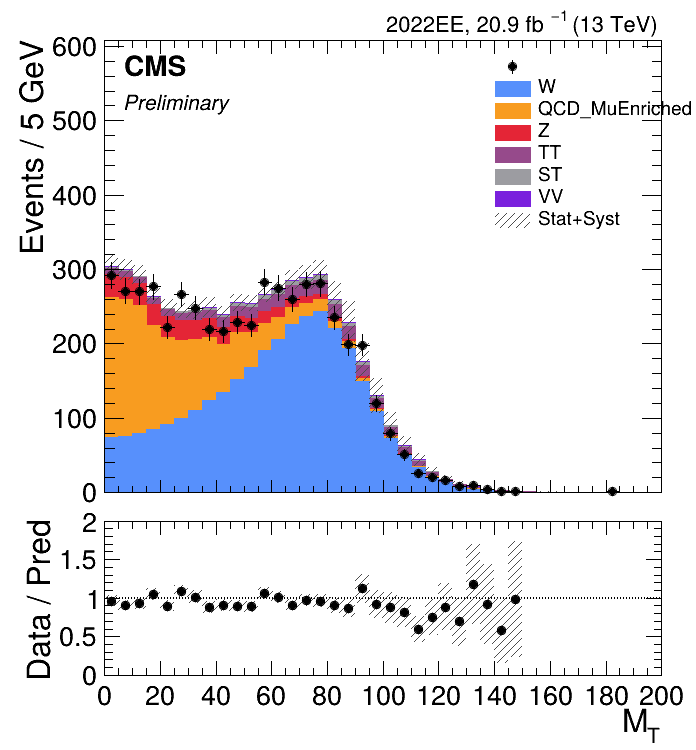 2022EE, 20.9 fb⁻¹ (13 TeV)
CMS
Preliminary
W
QCD_MuEnriched
Z
TT
ST
VV
Stat+Syst
Events / 5 GeV
600
500
400
300
200
100
0
Data / Pred
2
1.5
1
0.5
0
0 20 40 60 80 100 120 140 160 180 200
M_T